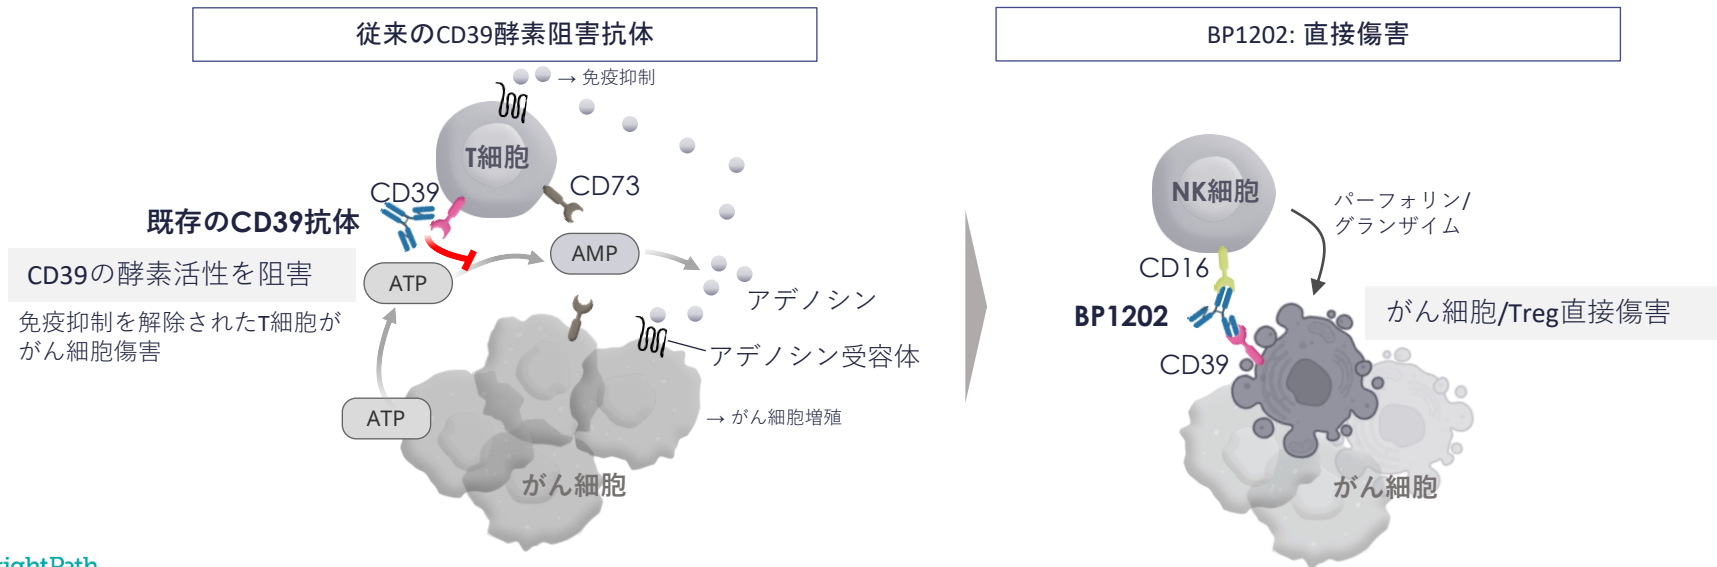 従来のCD39酵素阻害抗体
→ 免疫抑制
T細胞
CD39
CD73
既存のCD39抗体
CD39の酵素活性を阻害
ATP
AMP
免疫抑制を解除されたT細胞が
がん細胞傷害
アデノシン
アデノシン受容体
ATP
→ がん細胞増殖
がん細胞
BP1202: 直接傷害
NK細胞
パーフォリン/
グランザイム
CD16
BP1202
がん細胞/Treg直接傷害
CD39
がん細胞
rightPath